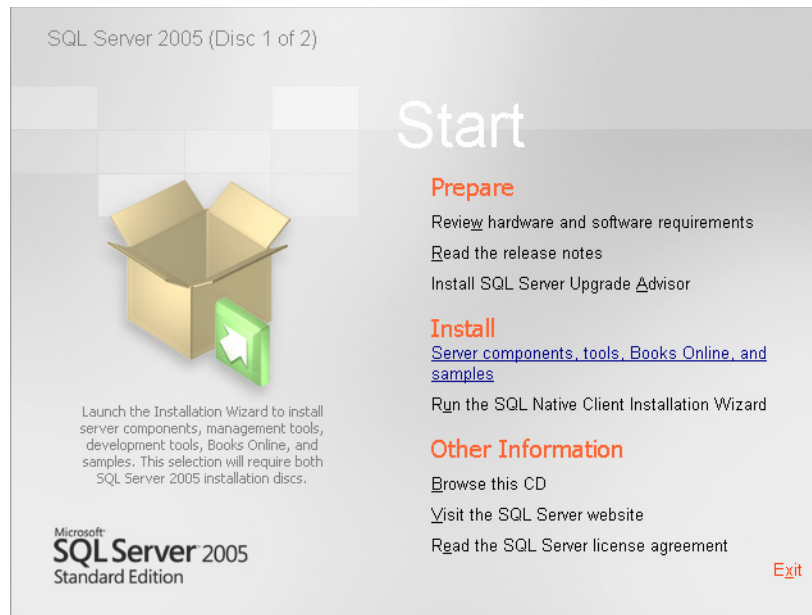 SQL Server 2005 (Disc 1 of 2)
Start
Prepare
Review hardware and software requirements
Read the release notes
Install SQL Server Upgrade Advisor
Install
Server components, tools, Books Online, and
samples
Run the SQL Native Client Installation Wizard
Other Information
Browse this CD
Visit the SQL Server website
Read the SQL Server license agreement
Exit
Launch the Installation Wizard to install
server components, management tools,
development tools, Books Online, and
samples. This selection will require both
SQL Server 2005 installation discs.
Microsoft
SQL Server 2005
Standard Edition